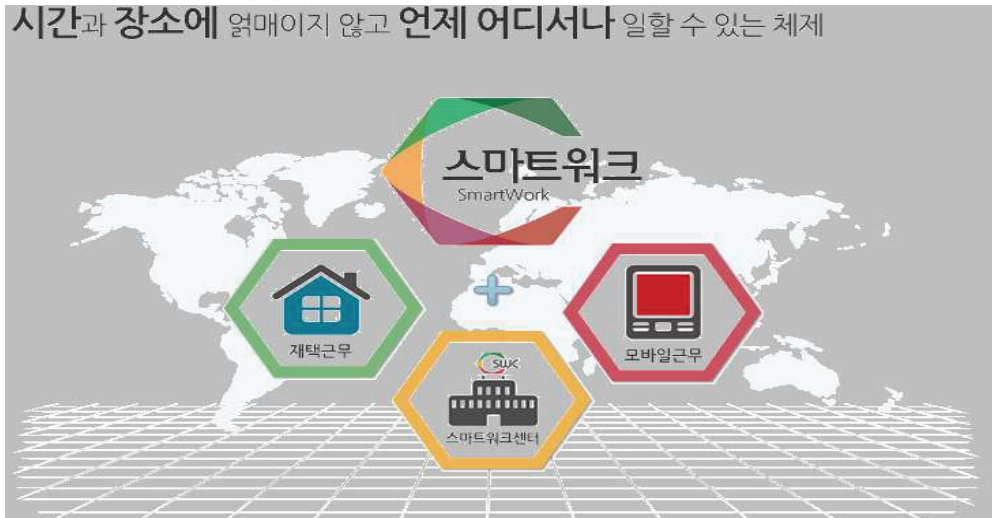 시간과 장소에 얽매이지 않고 언제 어디서나 일할 수 있는 체제
스마트워크
SmartWork
재택근무
모바일근무
SWC
스마트워크센터